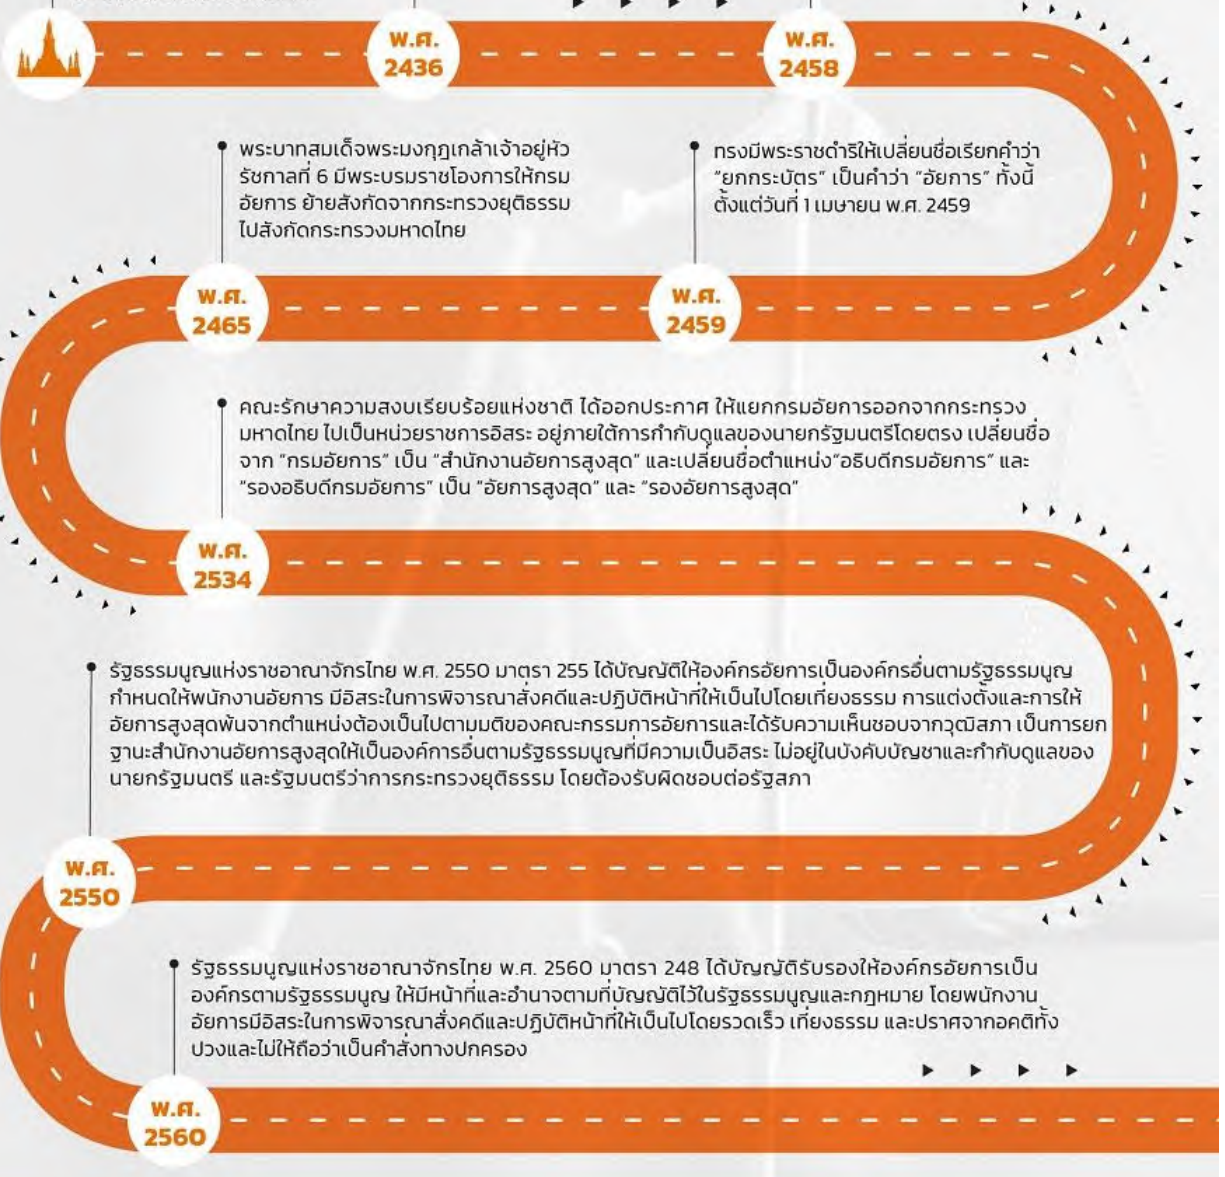 พ.ศ.
2436
พ.ศ.
2458
ทรงมีพระราชดำริให้เปลี่ยนชื่อเรียกคำว่า
“ยกกระบัตร” เป็นคำว่า “อัยการ” ทั้งนี้
ตั้งแต่วันที่ 1 เมษายน พ.ศ. 2459
พ.ศ.
2459
พระบาทสมเด็จพระมงกุฎเกล้าเจ้าอยู่หัว
รัชกาลที่ 6 มีพระบรมราชโองการให้กรม
อัยการ ย้ายสังกัดจากกระทรวงยุติธรรม
ไปสังกัดกระทรวงมหาดไทย
พ.ศ.
2465
คณะรักษาความสงบเรียบร้อยแห่งชาติ ได้ออกประกาศ ให้แยกกรมอัยการออกจากกระทรวง
มหาดไทย ไปเป็นหน่วยราชการอิสระ อยู่ภายใต้การกำกับดูแลของนายกรัฐมนตรีโดยตรง เปลี่ยนชื่อ
จาก “กรมอัยการ” เป็น “สำนักงานอัยการสูงสุด” และเปลี่ยนชื่อตำแหน่ง“อธิบดีกรมอัยการ” และ
“รองอธิบดีกรมอัยการ” เป็น “อัยการสูงสุด” และ “รองอัยการสูงสุด”
พ.ศ.
2534
รัฐธรรมนูญแห่งราชอาณาจักรไทย พ.ศ. 2550 มาตรา 255 ได้บัญญัติให้องค์กรอัยการเป็นองค์กรอื่นตามรัฐธรรมนูญ
กำหนดให้พนักงานอัยการ มีอิสระในการพิจารณาสั่งคดีและปฏิบัติหน้าที่ให้เป็นไปโดยเที่ยงธรรม การแต่งตั้งและการให้
อัยการสูงสุดพ้นจากตำแหน่งต้องเป็นไปตามมติของคณะกรรมการอัยการและได้รับความเห็นชอบจากวุฒิสภา เป็นการยก
ฐานะสำนักงานอัยการสูงสุดให้เป็นองค์การอื่นตามรัฐธรรมนูญที่มีความเป็นอิสระ ไม่อยู่ในบังคับบัญชาและกำกับดูแลของ
นายกรัฐมนตรี และรัฐมนตรีว่าการกระทรวงยุติธรรม โดยต้องรับผิดชอบต่อรัฐสภา
พ.ศ.
2550
รัฐธรรมนูญแห่งราชอาณาจักรไทย พ.ศ. 2560 มาตรา 248 ได้บัญญัติรับรองให้องค์กรอัยการเป็น
องค์กรตามรัฐธรรมนูญ ให้มีหน้าที่และอำนาจตามที่บัญญัติไว้ในรัฐธรรมนูญและกฎหมาย โดยพนักงาน
อัยการมีอิสระในการพิจารณาสั่งคดีและปฏิบัติหน้าที่ให้เป็นไปโดยรวดเร็ว เที่ยงธรรม และปราศจากอคติทั้ง
ปวงและไม่ให้ถือว่าเป็นคำสั่งทางปกครอง
พ.ศ.
2560